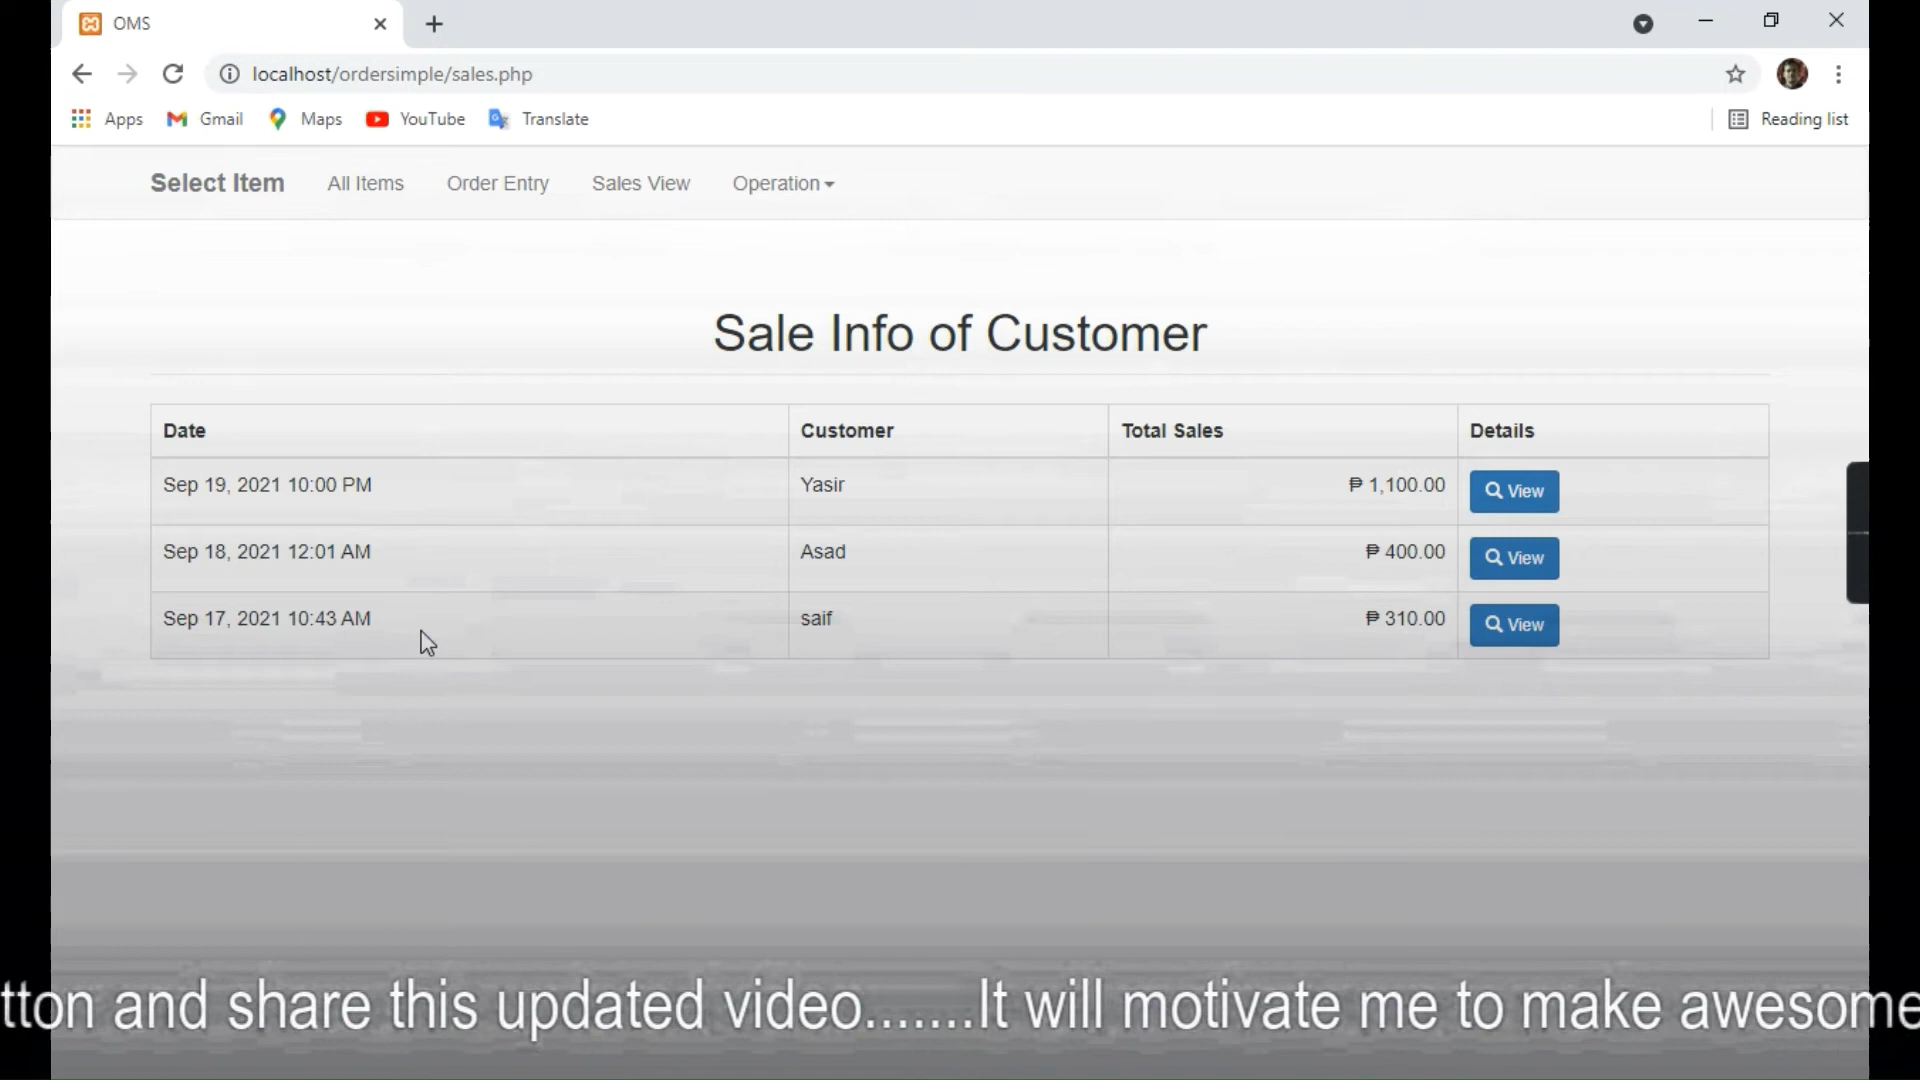 OMS
localhost/ordersimple/sales.php
Apps Gmail Maps YouTube Translate Reading list
Select Item All Items Order Entry Sales View Operation
Sale Info of Customer
Date Customer Total Sales Details
Sep 19, 2021 10:00 PM Yasir ₱ 1,100.00 View
Sep 18, 2021 12:01 AM Asad ₱ 400.00 View
Sep 17, 2021 10:43 AM saif ₱ 310.00 View
tton and share this updated video.......It will motivate me to make awesome